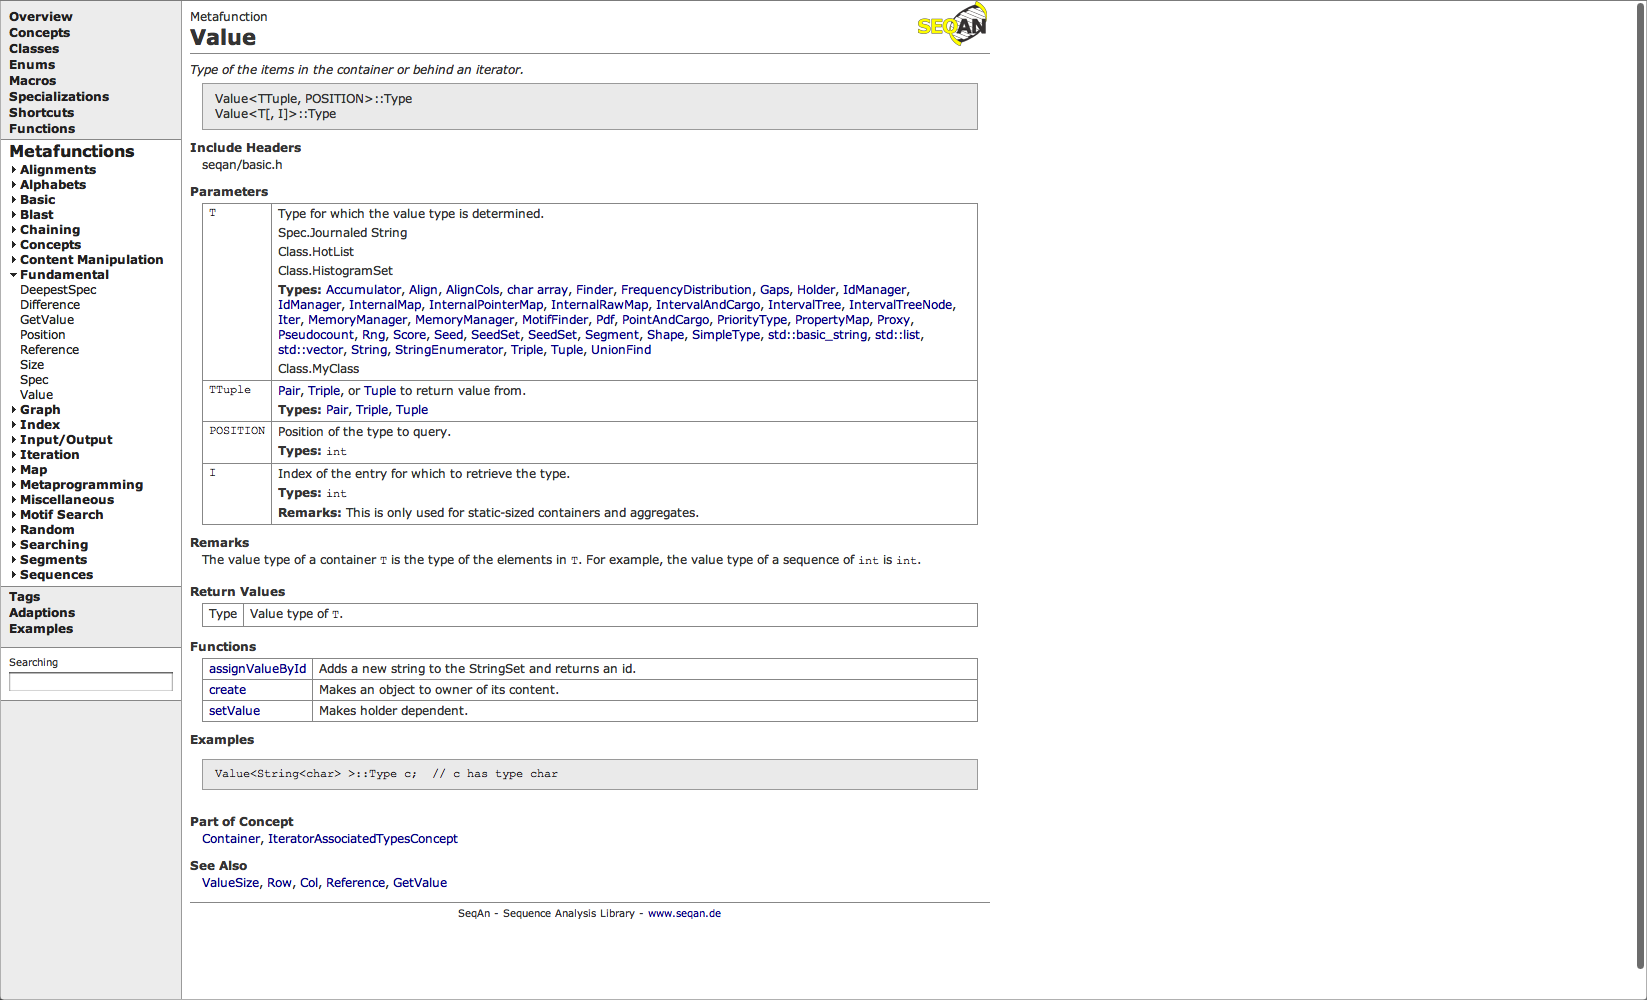 Overview
Concepts
Classes
Enums
Macros
Specializations
Shortcuts
Functions
Metafunctions
Alignments
Alphabets
Basic
Blast
Chaining
Concepts
Content Manipulation
Fundamental
DeepestSpec
Difference
GetValue
Position
Reference
Size
Spec
Value
Graph
Index
Input/Output
Iteration
Map
Metaprogramming
Miscellaneous
Motif Search
Random
Searching
Segments
Sequences
Tags
Adaptions
Examples
Searching
Metafunction
Value
SEQAN
Type of the items in the container or behind an iterator.
Value<TTuple, POSITION>::Type
Value<T[, I]>::Type
Include Headers
seqan/basic.h
Parameters
T Type for which the value type is determined.
Spec.Journaled String
Class.HotList
Class.HistogramSet
Types: Accumulator, Align, AlignCols, char array, Finder, FrequencyDistribution, Gaps, Holder, IdManager,
IdManager, InternalMap, InternalPointerMap, InternalRawMap, IntervalAndCargo, IntervalTree, IntervalTreeNode,
Iter, MemoryManager, MemoryManager, MotifFinder, Pdf, PointAndCargo, PriorityType, PropertyMap, Proxy,
Pseudocount, Rng, Score, Seed, SeedSet, SeedSet, Segment, Shape, SimpleType, std::basic_string, std::list,
std::vector, String, StringEnumerator, Triple, Tuple, UnionFind
Class.MyClass
TTuple Pair, Triple, or Tuple to return value from.
Types: Pair, Triple, Tuple
POSITION Position of the type to query.
Types: int
I Index of the entry for which to retrieve the type.
Types: int
Remarks: This is only used for static-sized containers and aggregates.
Remarks
The value type of a container T is the type of the elements in T. For example, the value type of a sequence of int is int.
Return Values
Type Value type of T.
Functions
assignValueById Adds a new string to the StringSet and returns an id.
create Makes an object to owner of its content.
setValue Makes holder dependent.
Examples
Value<String<char> >::Type c;  // c has type char
Part of Concept
Container, IteratorAssociatedTypesConcept
See Also
ValueSize, Row, Col, Reference, GetValue
SeqAn - Sequence Analysis Library - www.seqan.de